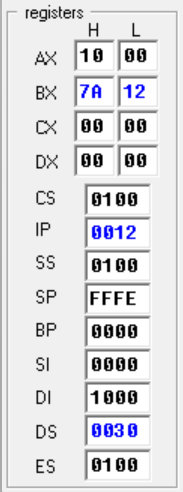 registers
H L
AX 10 00
BX 7A 12
CX 00 00
DX 00 00
CS 0100
IP 0012
SS 0100
SP FFFE
BP 0000
SI 0000
DI 1000
DS 0030
ES 0100